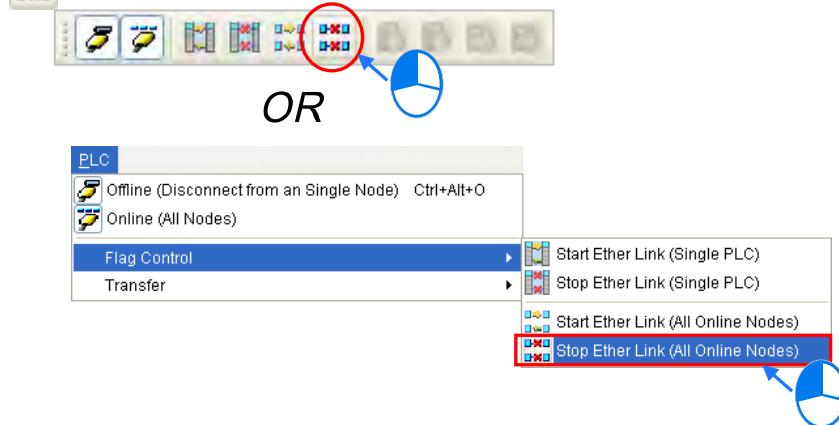 OR
PLC
Offline (Disconnect from an Single Node) Ctrl+Alt+O
Online (All Nodes)
Flag Control
Transfer
Start Ether Link (Single PLC)
Stop Ether Link (Single PLC)
Start Ether Link (All Online Nodes)
Stop Ether Link (All Online Nodes)